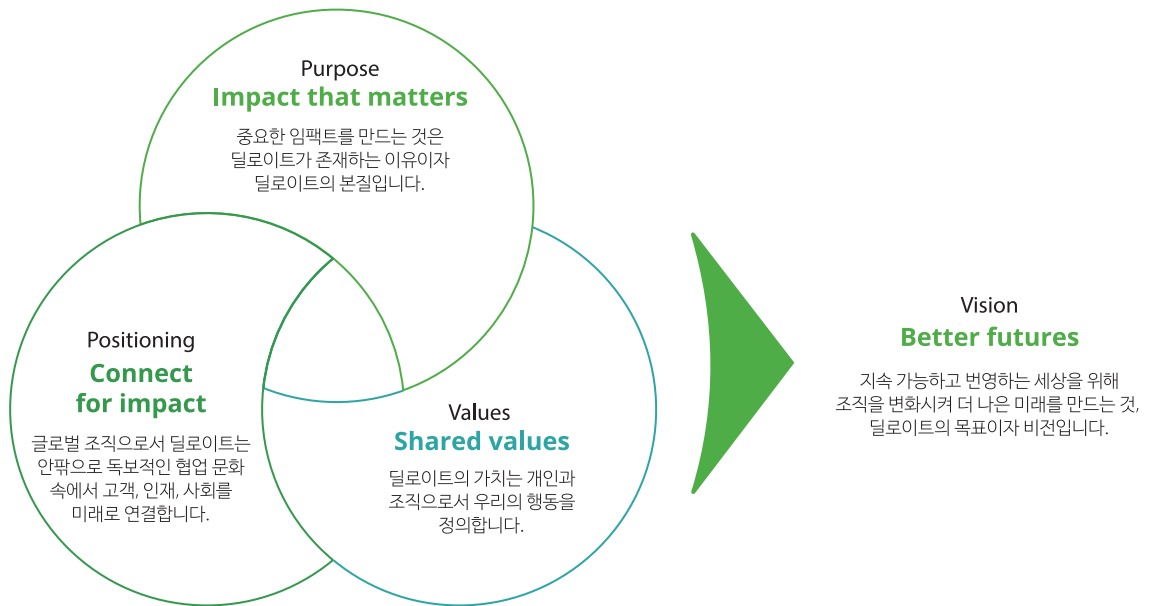 Purpose
Impact that matters
중요한 임팩트를 만드는 것은
딜로이트가 존재하는 이유이자
딜로이트의 본질입니다.
Positioning
Connect
for impact
글로벌 조직으로서 딜로이트는
안팎으로 독보적인 협업 문화
속에서 고객, 인재, 사회를
미래로 연결합니다.
Values
Shared values
딜로이트의 가치는 개인과
조직으로서 우리의 행동을
정의합니다.
Vision
Better futures
지속 가능하고 번영하는 세상을 위해
조직을 변화시켜 더 나은 미래를 만드는 것,
딜로이트의 목표이자 비전입니다.